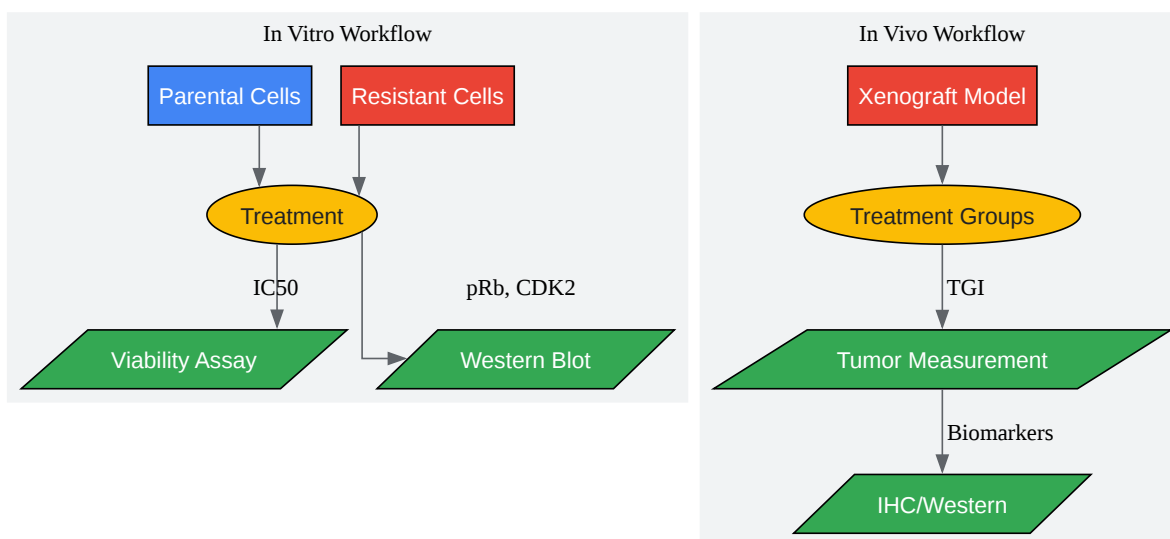 In Vitro Workflow
Parental Cells
Resistant Cells
Treatment
IC50
pRb, CDK2
Viability Assay
Western Blot
In Vivo Workflow
Xenograft Model
Treatment Groups
TGI
Tumor Measurement
Biomarkers
IHC/Western